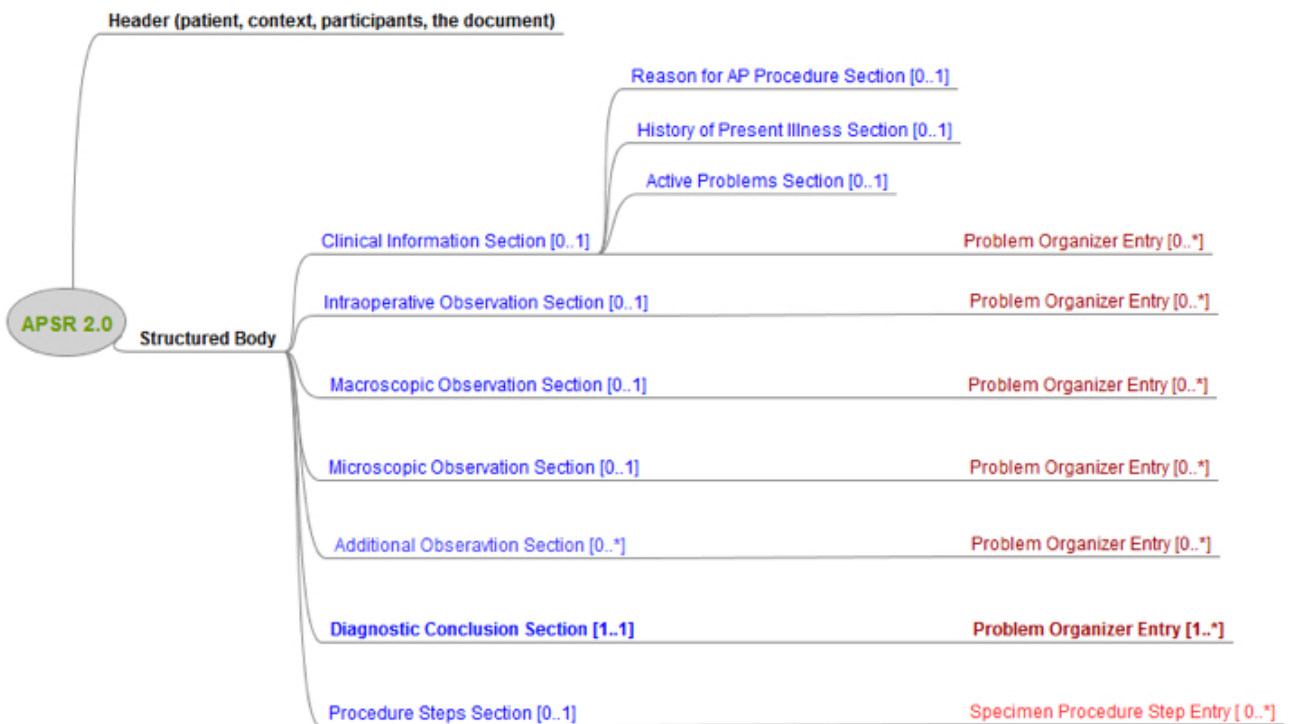 Header (patient, context, participants, the document)
Reason for AP Procedure Section [0..1]
History of Present Illness Section [0..1]
Active Problems Section [0..1]
Clinical Information Section [0..1]
Problem Organizer Entry [0..*]
Intraoperative Observation Section [0..1]
Problem Organizer Entry [0..*]
APSR 2.0
Structured Body
Macroscopic Observation Section [0..1]
Problem Organizer Entry [0..*]
Microscopic Observation Section [0..1]
Problem Organizer Entry [0..*]
Additional Obseravtion Section [0..*]
Problem Organizer Entry [0..*]
Diagnostic Conclusion Section [1..1]
Problem Organizer Entry [1..*]
Procedure Steps Section [0..1]
Specimen Procedure Step Entry [ 0..*]